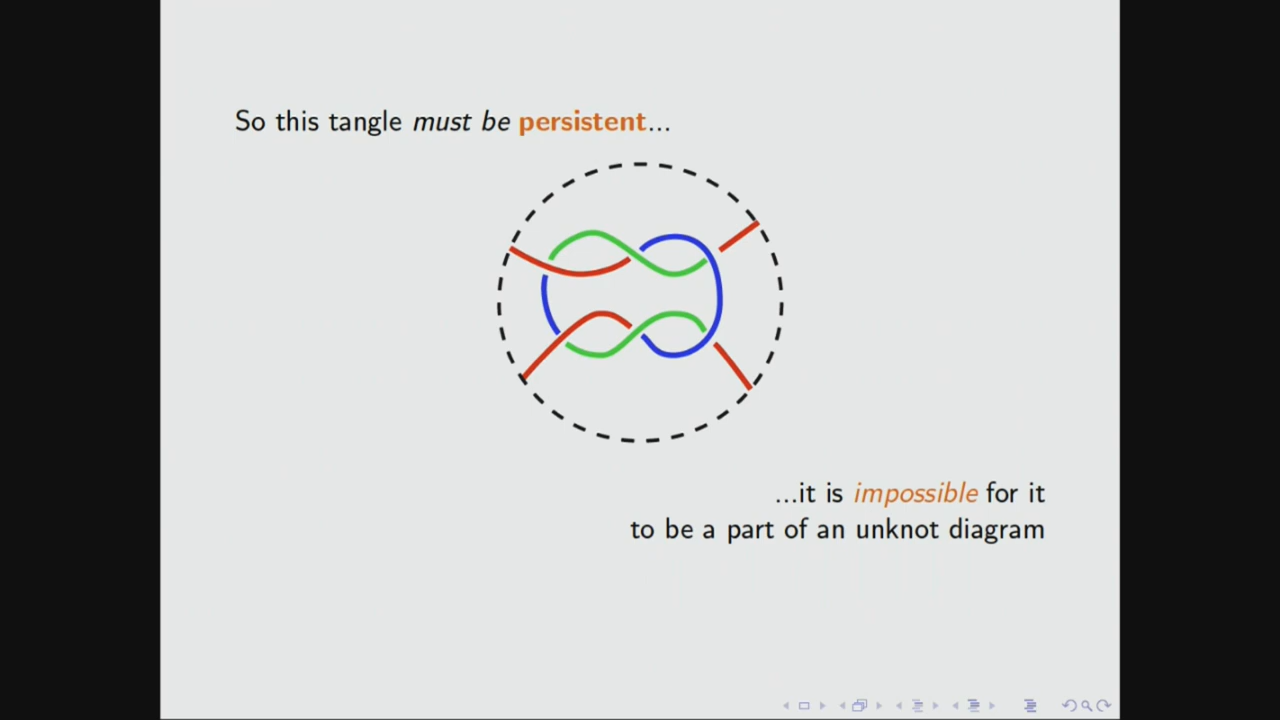 So this tangle must be persistent...
...it is impossible for it
to be a part of an unknot diagram